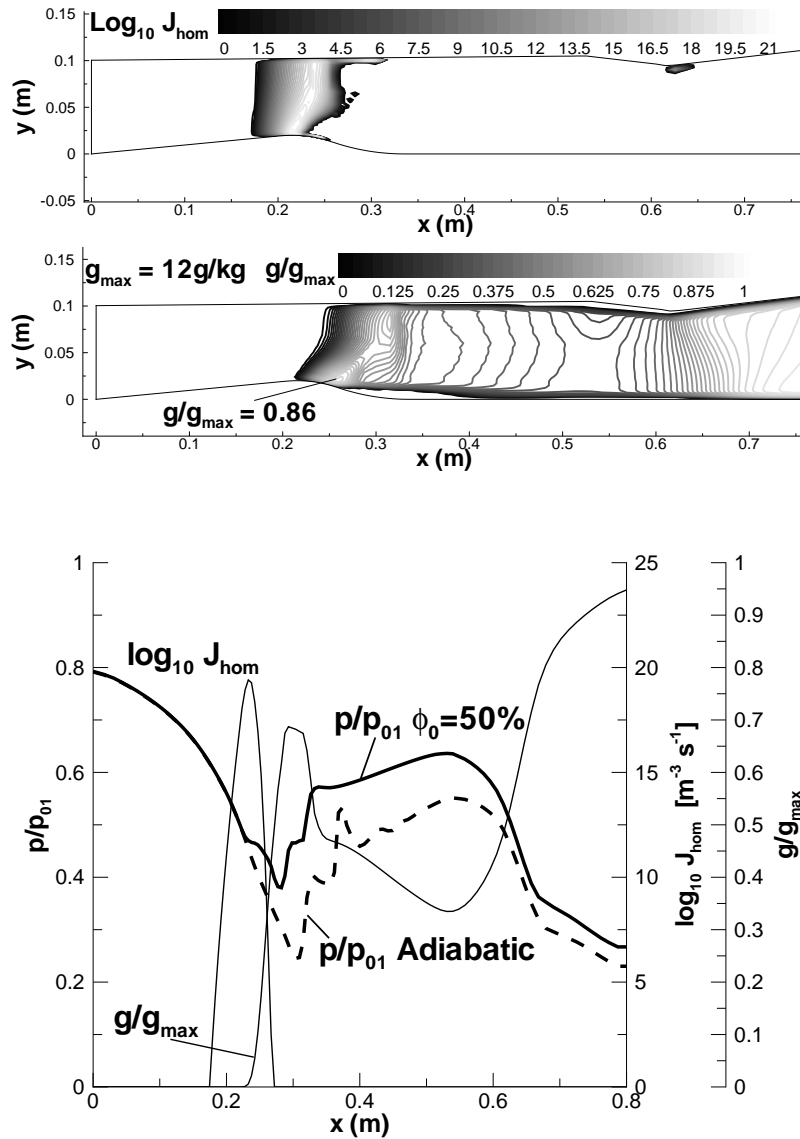 Log10 Jhom
0 1.5 3 4.5 6 7.5 9 10.5 12 13.5 15 16.5 18 19.5 21
y (m)
0.1
0.05
0
-0.05
0 0.1 0.2 0.3 0.4 0.5 0.6 0.7
x (m)
gmax = 12g/kg g/gmax
0 0.125 0.25 0.375 0.5 0.625 0.75 0.875 1
y (m)
0.1
0.05
0
g/gmax = 0.86
0 0.1 0.2 0.3 0.4 0.5 0.6 0.7
x (m)
1
0.8
0.6
0.4
0.2
0
p/p01
log10 Jhom
p/p01 ϕ0=50%
p/p01 Adiabatic
g/gmax
0 0.2 0.4 0.6 0.8
x (m)
25
20
15
10
5
0
log10 Jhom [m-3 s-1]
1
0.9
0.8
0.7
0.6
0.5
0.4
0.3
0.2
0.1
0
g/gmax